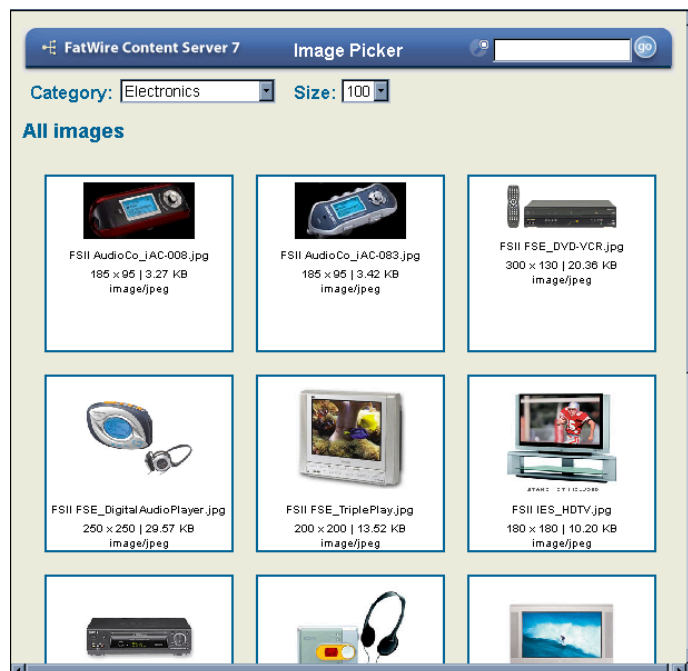 FatWire Content Server 7
Image Picker
go
Category: Electronics
Size: 100
All images
FSII AudioCo_iAC-008.jpg
185 x 95 | 3.27 KB
image/jpeg
FSII AudioCo_iAC-083.jpg
185 x 95 | 3.42 KB
image/jpeg
FSII FSE_DVD-VCR.jpg
300 x 130 | 20.36 KB
image/jpeg
FSII FSE_DigitalAudioPlayer.jpg
250 x 250 | 29.57 KB
image/jpeg
FSII FSE_TriplePlay.jpg
200 x 200 | 13.52 KB
image/jpeg
STAND NOT INCLUDED
FSII IES_HDTV.jpg
180 x 180 | 10.20 KB
image/jpeg